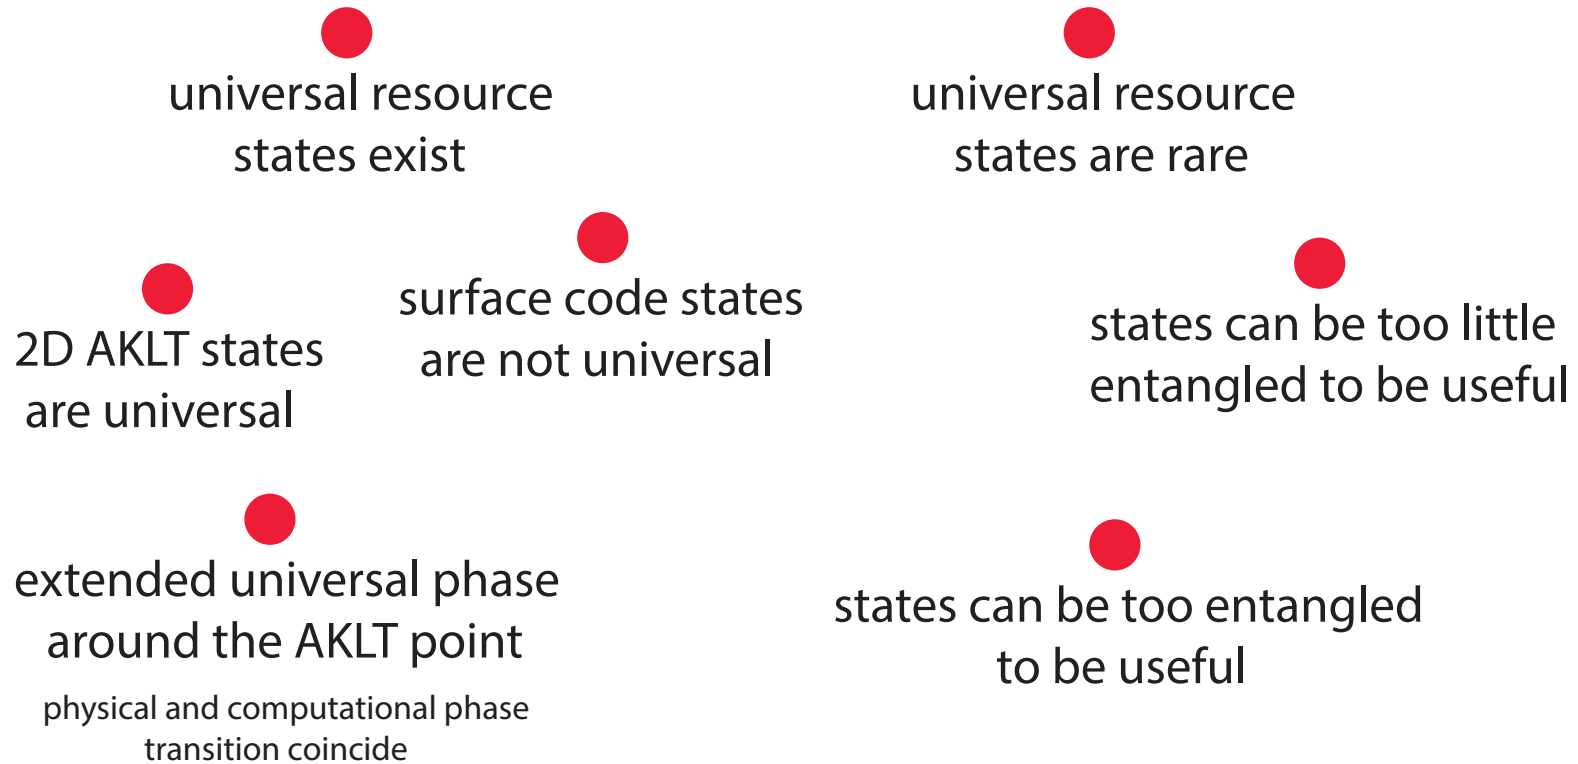 universal resource
states exist
universal resource
states are rare
surface code states
are not universal
2D AKLT states
are universal
states can be too little
entangled to be useful
extended universal phase
around the AKLT point
physical and computational phase
transition coincide
states can be too entangled
to be useful